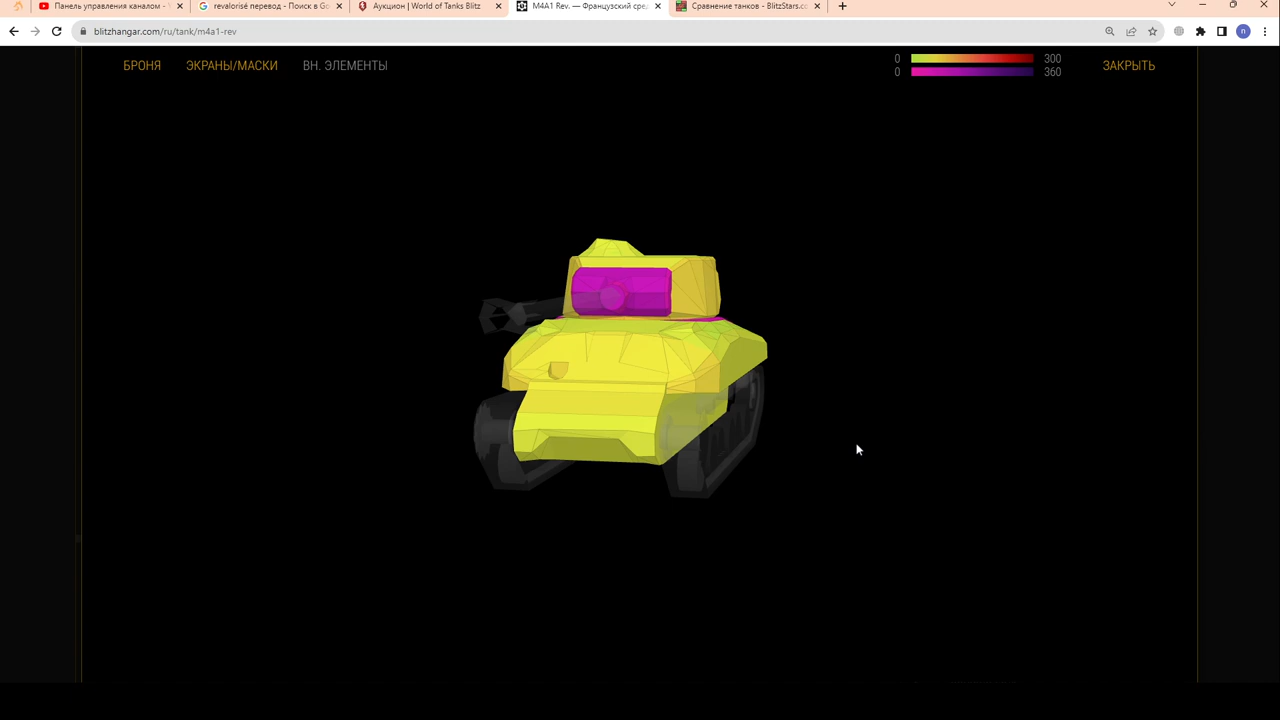 Панель управления каналом -
revalorisé перевод - Поиск в Go
Аукцион | World of Tanks Blitz
M4A1 Rev. — Французский сре
Сравнение танков - BlitzStars.co
blitzhangar.com/ru/tank/m4a1-rev
n
БРОНЯ
ЭКРАНЫ/МАСКИ
ВН. ЭЛЕМЕНТЫ
0
300
0
360
ЗАКРЫТЬ